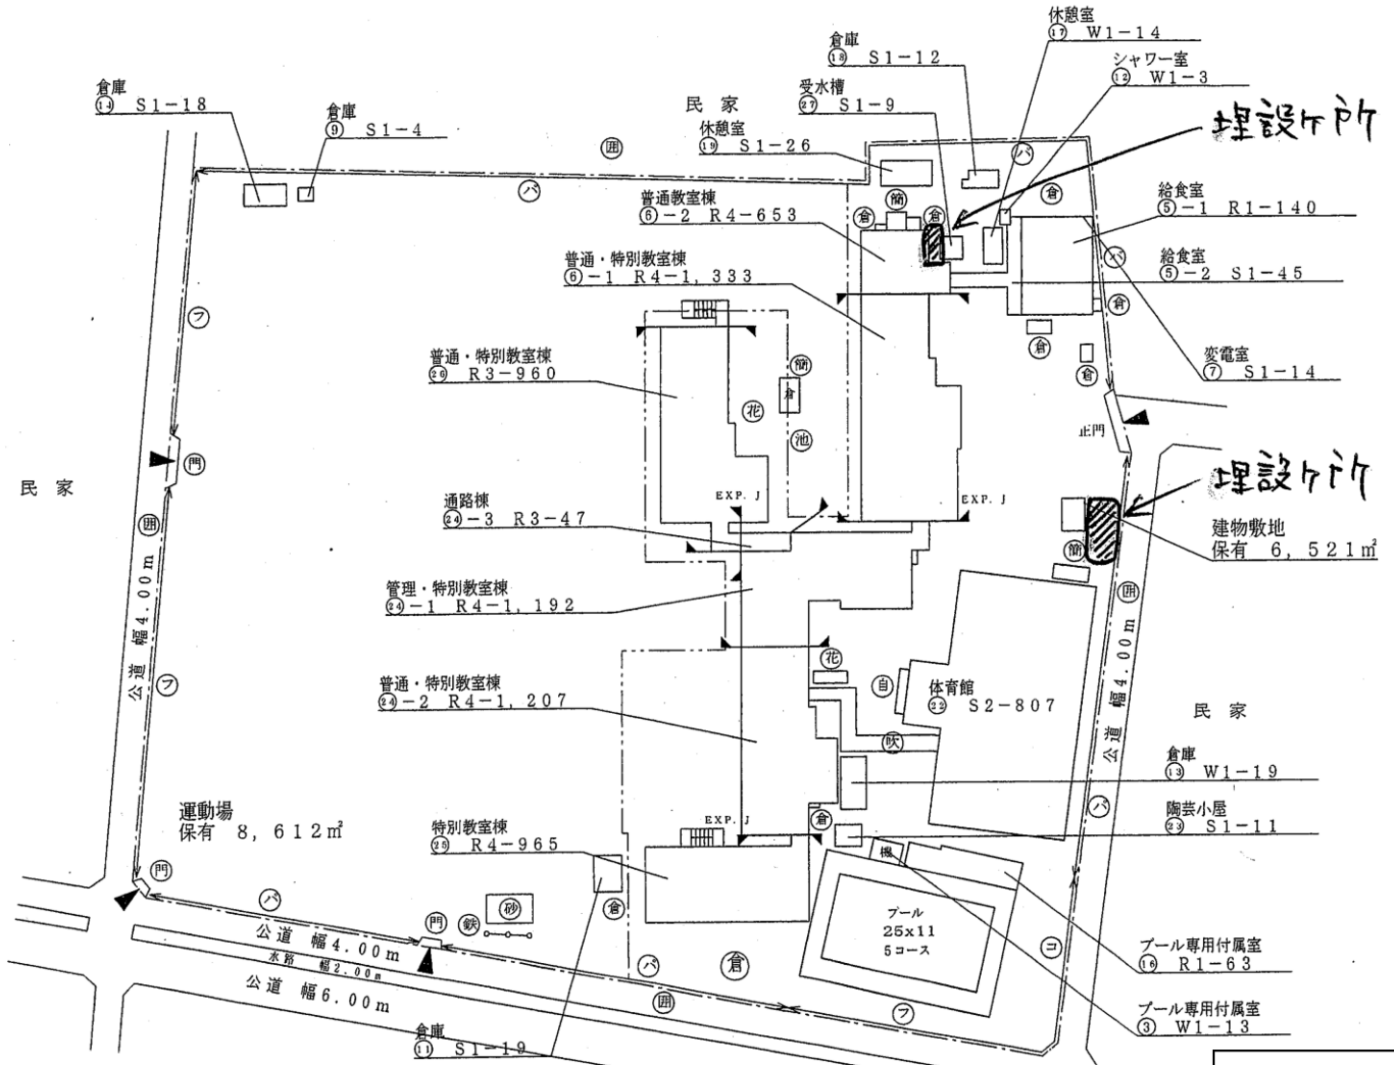 休憩室
⑰ W1-14
倉庫
⑱ S1-12
シャワー室
⑫ W1-3
倉庫
⑭ S1-18
倉庫
⑨ S1-4
受水槽
㉗ S1-9
民 家
埋設ヶ所
休憩室
⑲ S1-26
囲
バ
バ
倉
簡
倉
倉
普通教室棟
⑥-2 R4-653
給食室
⑤-1 R1-140
普通・特別教室棟
⑥-1 R4-1,333
バ
給食室
⑤-2 S1-45
倉
フ
倉
倉
普通・特別教室棟
㉖ R3-960
簡
倉
変電室
⑦ S1-14
花
池
正門
門
民 家
埋設ヶ所
通路棟
㉔-3 R3-47
EXP. J
EXP. J
囲
建物敷地
保有 6,521㎡
簡
公道 幅4.00m
管理・特別教室棟
㉔-1 R4-1,192
囲
フ
花
普通・特別教室棟
㉔-2 R4-1,207
自
体育館
㉒ S2-807
公道 幅4.00m
民 家
吹
倉庫
⑬ W1-19
運動場
保有 8,612㎡
バ
陶芸小屋
㉓ S1-11
特別教室棟
㉕ R4-965
EXP. J
倉
機
門
バ
砂
鉄
門
倉
プール
25x11
5コース
公道 幅4.00m
水路 幅2.00m
公道 幅6.00m
バ
倉
コ
プール専用付属室
⑯ R1-63
囲
フ
プール専用付属室
③ W1-13
倉庫
⑪ S1-19